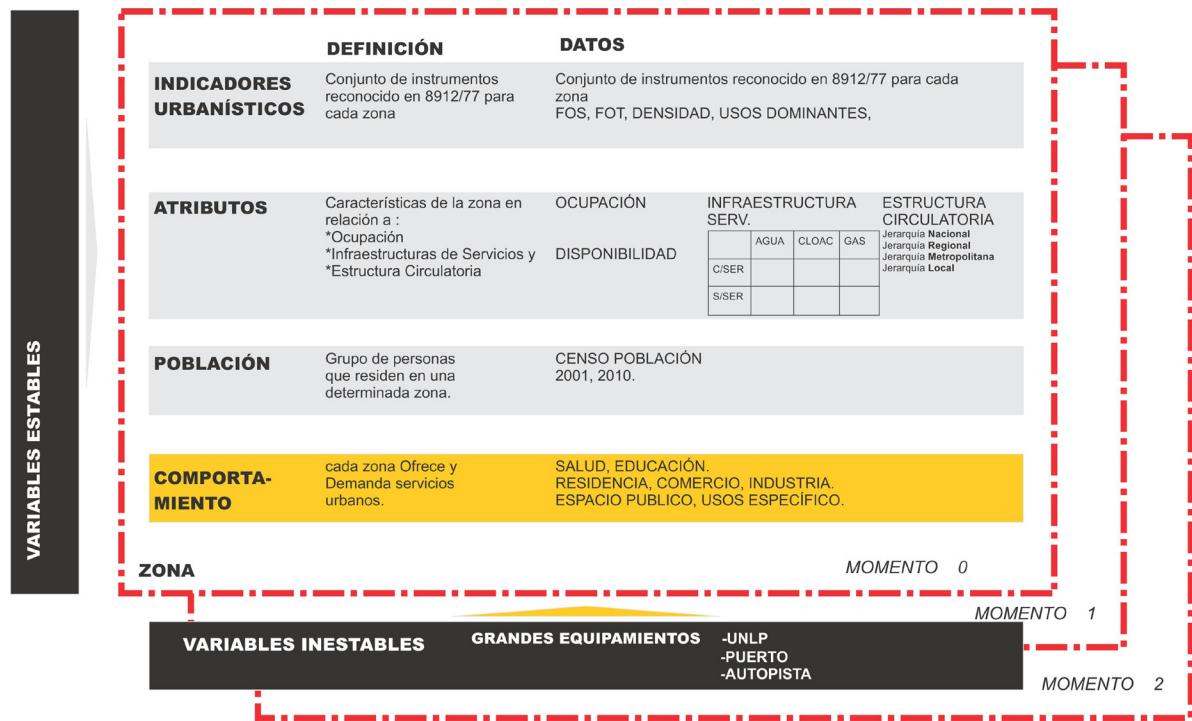 VARIABLES ESTABLES
DEFINICIÓN
DATOS
INDICADORES
URBANÍSTICOS
Conjunto de instrumentos
reconocido en 8912/77 para
cada zona
Conjunto de instrumentos reconocido en 8912/77 para cada
zona
FOS, FOT, DENSIDAD, USOS DOMINANTES,
ATRIBUTOS
Características de la zona en
relación a :
*Ocupación
*Infraestructuras de Servicios y
*Estructura Circulatoria
OCUPACIÓN
DISPONIBILIDAD
INFRAESTRUCTURA
SERV.
AGUA CLOAC GAS
C/SER
S/SER
ESTRUCTURA
CIRCULATORIA
Jerarquía Nacional
Jerarquía Regional
Jerarquía Metropolitana
Jerarquía Local
POBLACIÓN
Grupo de personas
que residen en una
determinada zona.
CENSO POBLACIÓN
2001, 2010.
COMPORTA-
MIENTO
cada zona Ofrece y
Demanda servicios
urbanos.
SALUD, EDUCACIÓN.
RESIDENCIA, COMERCIO, INDUSTRIA.
ESPACIO PUBLICO, USOS ESPECÍFICO.
ZONA
MOMENTO 0
MOMENTO 1
VARIABLES INESTABLES
GRANDES EQUIPAMIENTOS
-UNLP
-PUERTO
-AUTOPISTA
MOMENTO 2